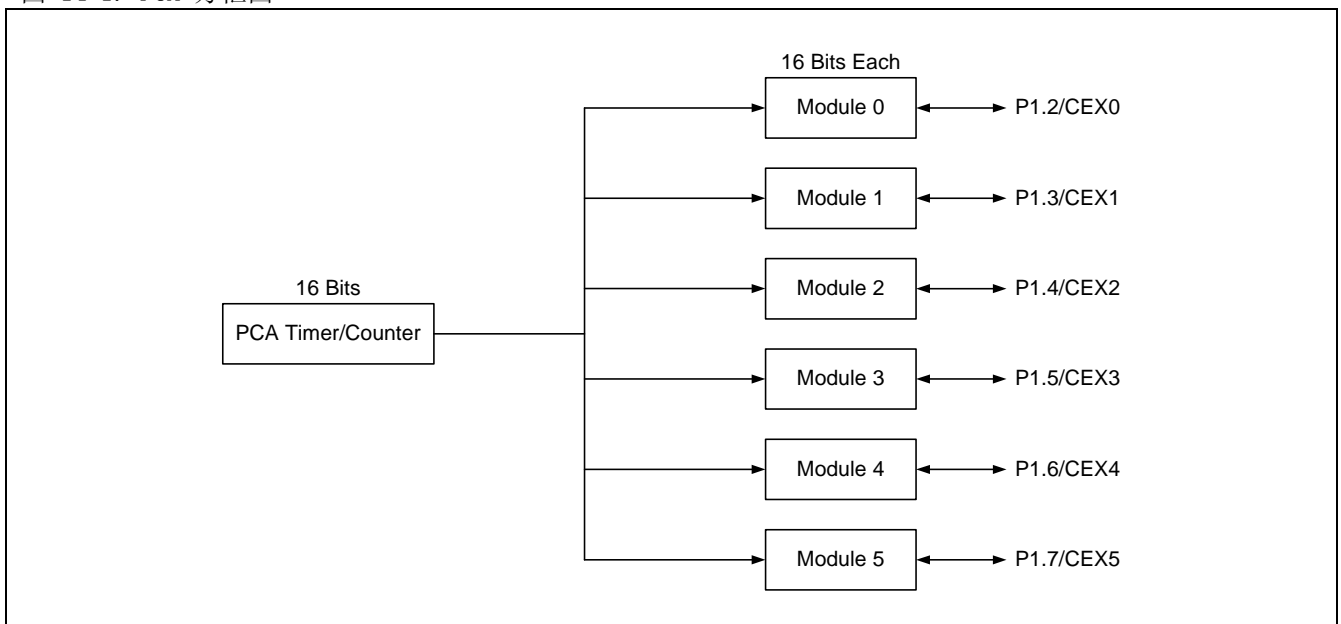 16 Bits Each
Module 0
P1.2/CEX0
Module 1
P1.3/CEX1
16 Bits
Module 2
P1.4/CEX2
PCA Timer/Counter
Module 3
P1.5/CEX3
Module 4
P1.6/CEX4
Module 5
P1.7/CEX5